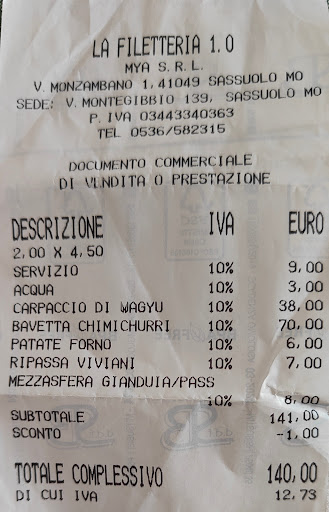 LA FILETTERIA 1.0
MYA S.R.L.
V. MONZAMBANO 1, 41049 SASSUOLO MO
SEDE: V. MONTEGIBBIO 139, SASSUOLO MO
P. IVA 03443340363
TEL 0536/582315
DOCUMENTO COMMERCIALE
DI VENDITA O PRESTAZIONE
DESCRIZIONE IVA EURO
2,00 X 4,50
SERVIZIO 10% 9,00
ACQUA 10% 3,00
CARPACCIO DI WAGYU 10% 38,00
BAVETTA CHIMICHURRI 10% 70,00
PATATE FORNO 10% 6,00
RIPASSA VIVIANI 10% 7,00
MEZZASFERA GIANDUIA/PASS
10% 8,00
SUBTOTALE 141,00
SCONTO -1,00
TOTALE COMPLESSIVO 140,00
DI CUI IVA 12,73